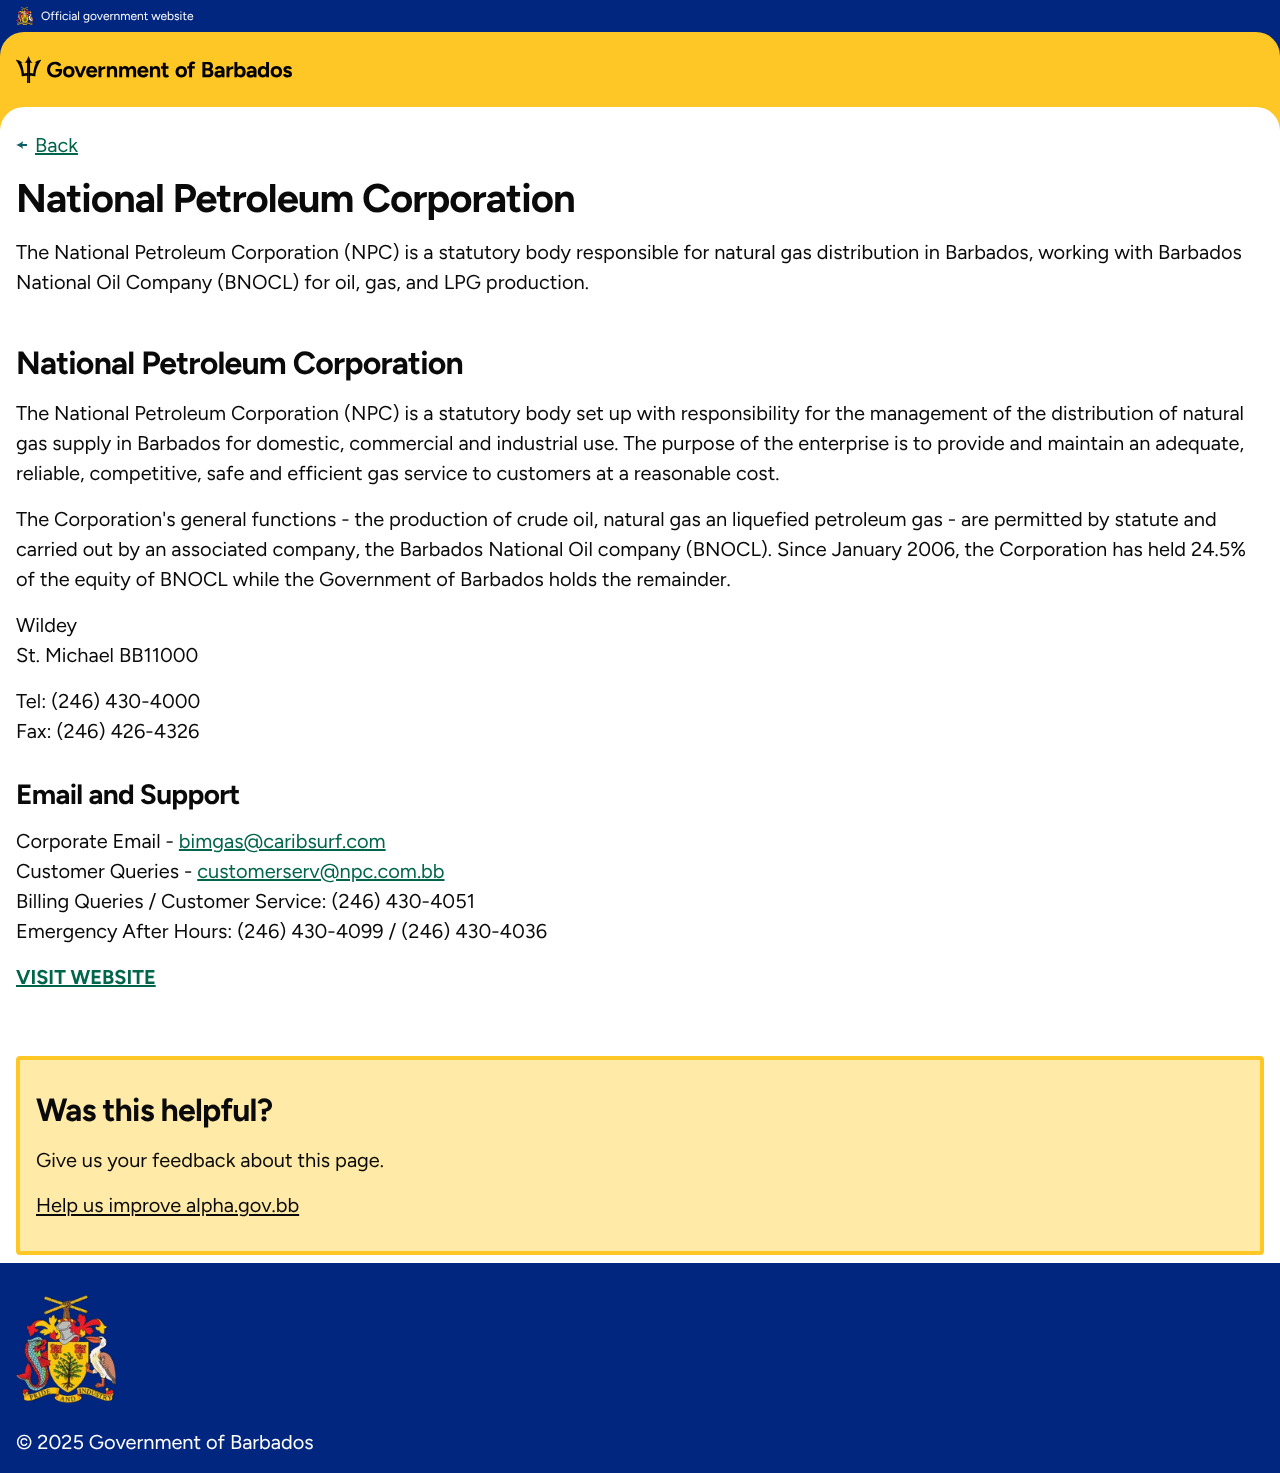 Official government website
Government of Barbados
Back
National Petroleum Corporation
The National Petroleum Corporation (NPC) is a statutory body responsible for natural gas distribution in Barbados, working with Barbados
National Oil Company (BNOCL) for oil, gas, and LPG production.
National Petroleum Corporation
The National Petroleum Corporation (NPC) is a statutory body set up with responsibility for the management of the distribution of natural
gas supply in Barbados for domestic, commercial and industrial use. The purpose of the enterprise is to provide and maintain an adequate,
reliable, competitive, safe and efficient gas service to customers at a reasonable cost.
The Corporation's general functions - the production of crude oil, natural gas an liquefied petroleum gas - are permitted by statute and
carried out by an associated company, the Barbados National Oil company (BNOCL). Since January 2006, the Corporation has held 24.5%
of the equity of BNOCL while the Government of Barbados holds the remainder.
Wildey
St. Michael BB11000
Tel: (246) 430-4000
Fax: (246) 426-4326
Email and Support
Corporate Email - bimgas@caribsurf.com
Customer Queries - customerserv@npc.com.bb
Billing Queries / Customer Service: (246) 430-4051
Emergency After Hours: (246) 430-4099 / (246) 430-4036
VISIT WEBSITE
Was this helpful?
Give us your feedback about this page.
Help us improve alpha.gov.bb
PRIDE AND INDUSTRY
© 2025 Government of Barbados